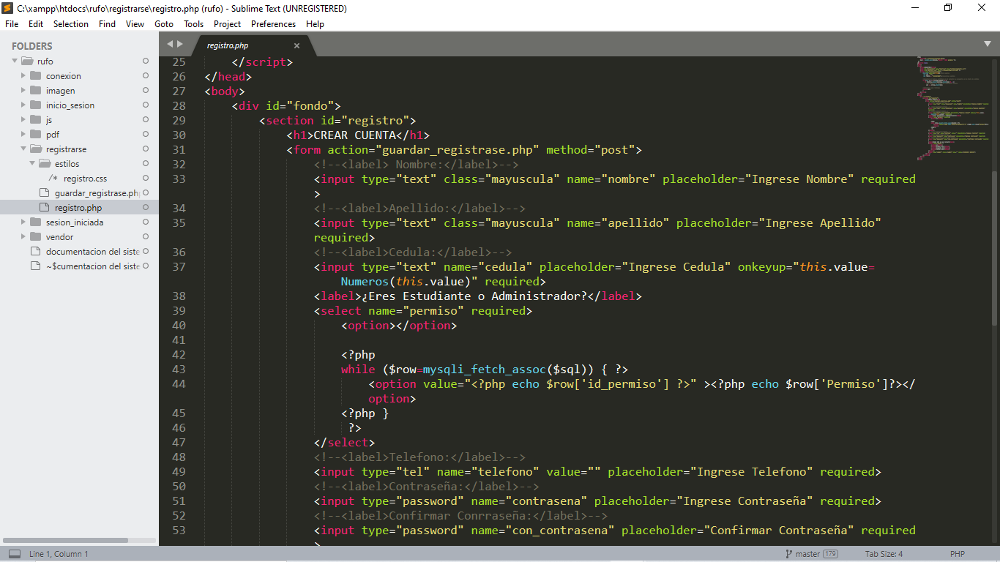 C:\xampp\htdocs\rufo\registrarse\registro.php (rufo) - Sublime Text (UNREGISTERED)
File Edit Selection Find View Goto Tools Project Preferences Help
FOLDERS
rufo
conexion
imagen
inicio_sesion
js
pdf
registrarse
estilos
/* registro.css
guardar_registrase.php
registro.php
sesion_iniciada
vendor
documentacion del siste
~$cumentacion del siste
registro.php
25 </script>
26 </head>
27 <body>
28 <div id="fondo">
29 <section id="registro">
30 <h1>CREAR CUENTA</h1>
31 <form action="guardar_registrase.php" method="post">
32 <!--<label> Nombre:</label>-->
33 <input type="text" class="mayuscula" name="nombre" placeholder="Ingrese Nombre" required
>
34 <!--<label>Apellido:</label>-->
35 <input type="text" class="mayuscula" name="apellido" placeholder="Ingrese Apellido"
required>
36 <!--<label>Cedula:</label>-->
37 <input type="text" name="cedula" placeholder="Ingrese Cedula" onkeyup="this.value=
Numeros(this.value)" required>
38 <label>¿Eres Estudiante o Administrador?</label>
39 <select name="permiso" required>
40 <option></option>
41
42 <?php
43 while ($row=mysqli_fetch_assoc($sql)) { ?>
44 <option value="<?php echo $row['id_permiso'] ?>" ><?php echo $row['Permiso']?></
option>
45 <?php }
46 ?>
47 </select>
48 <!--<label>Telefono:</label>-->
49 <input type="tel" name="telefono" value="" placeholder="Ingrese Telefono" required>
50 <!--<label>Contraseña:</label>-->
51 <input type="password" name="contrasena" placeholder="Ingrese Contraseña" required>
52 <!--<label>Confirmar Conrraseña:</label>-->
53 <input type="password" name="con_contrasena" placeholder="Confirmar Contraseña" required
>
Line 1, Column 1
master 179
Tab Size: 4
PHP